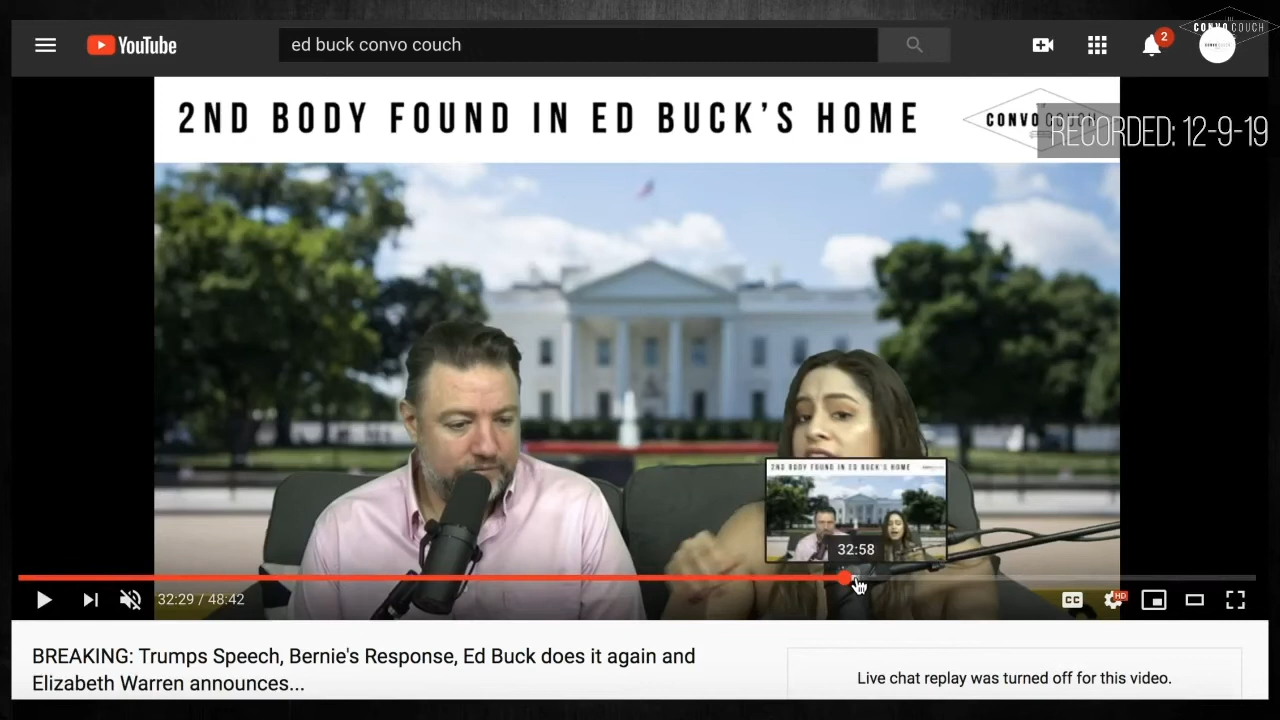 YouTube
ed buck convo couch
2
CONVO COUCH
2ND BODY FOUND IN ED BUCK'S HOME
CONVO COUCH
RECORDED: 12-9-19
2ND BODY FOUND IN ED BUCK'S HOME
32:58
32:29 / 48:42
CC
HD
BREAKING: Trumps Speech, Bernie's Response, Ed Buck does it again and
Elizabeth Warren announces...
Live chat replay was turned off for this video.